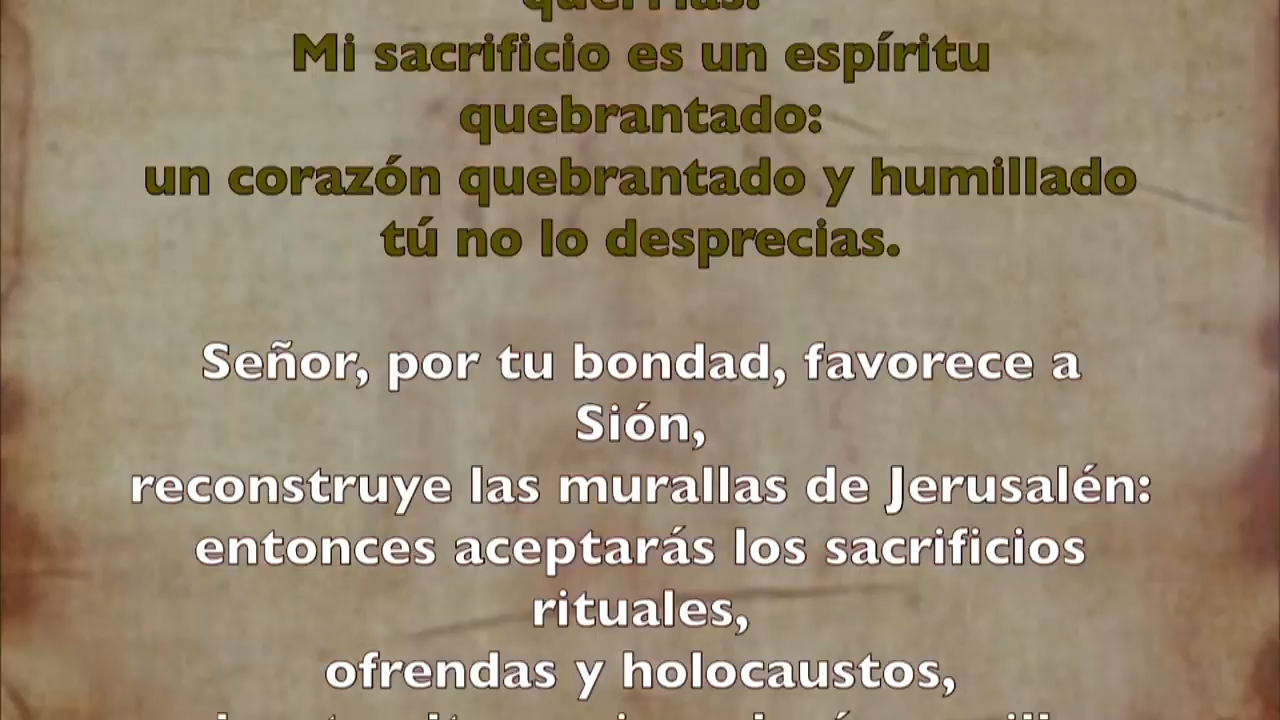 querrías.
Mi sacrificio es un espíritu
quebrantado:
un corazón quebrantado y humillado
tú no lo desprecias.
Señor, por tu bondad, favorece a
Sión,
reconstruye las murallas de Jerusalén:
entonces aceptarás los sacrificios
rituales,
ofrendas y holocaustos,